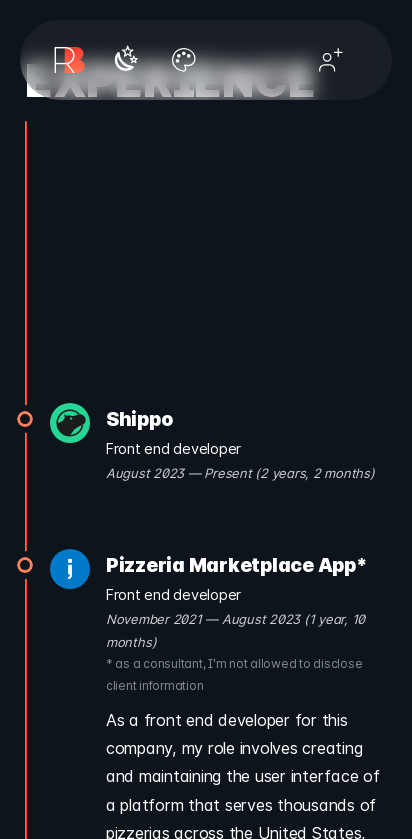 EXPERIENCE
Shippo
Front end developer
August 2023 — Present (2 years, 2 months)
Pizzeria Marketplace App*
Front end developer
November 2021 — August 2023 (1 year, 10
months)
* as a consultant, I'm not allowed to disclose
client information
As a front end developer for this
company, my role involves creating
and maintaining the user interface of
a platform that serves thousands of
pizzerias across the United States.